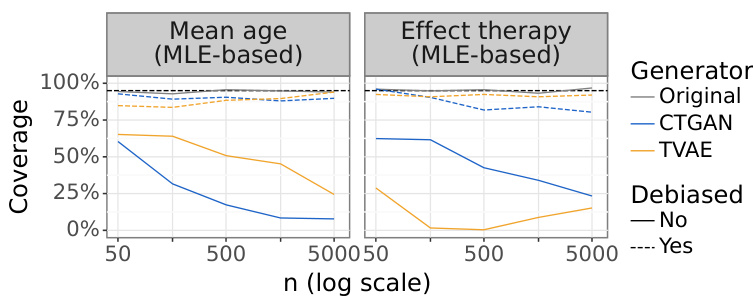 Mean age
(MLE-based)
Effect therapy
(MLE-based)
Coverage
100%
75%
50%
25%
0%
50
500
5000
50
500
5000
n (log scale)
Generator
Original
CTGAN
TVAE
Debiased
No
Yes